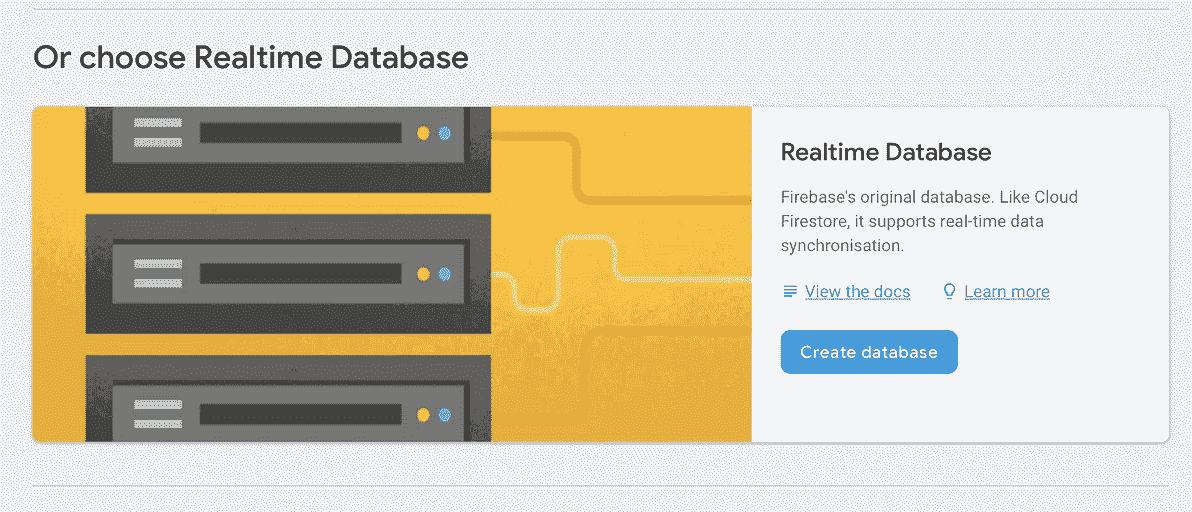 Or choose Realtime Database
Realtime Database
Firebase's original database. Like Cloud
Firestore, it supports real-time data
synchronisation.
View the docs Learn more
Create database